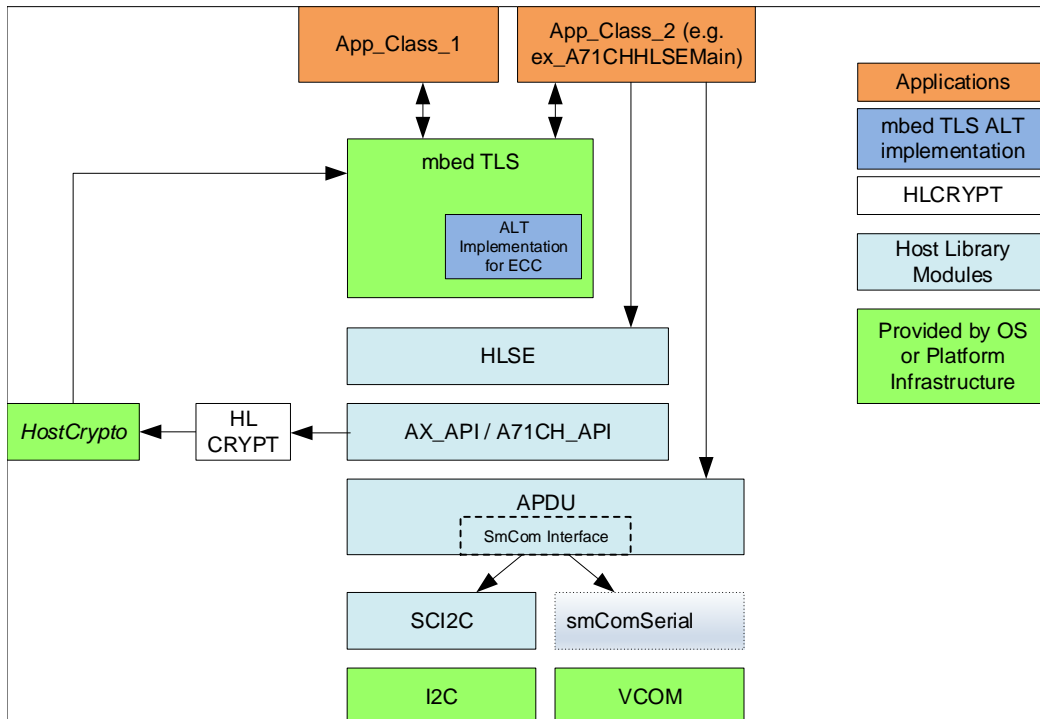 App_Class_1
App_Class_2 (e.g.
ex_A71CHHLSEMain)
mbed TLS
ALT
Implementation
for ECC
HLSE
HostCrypto
HL
CRYPT
AX_API / A71CH_API
APDU
SmCom Interface
SCI2C
smComSerial
I2C
VCOM
Applications
mbed TLS ALT
implementation
HLCRYPT
Host Library
Modules
Provided by OS
or Platform
Infrastructure